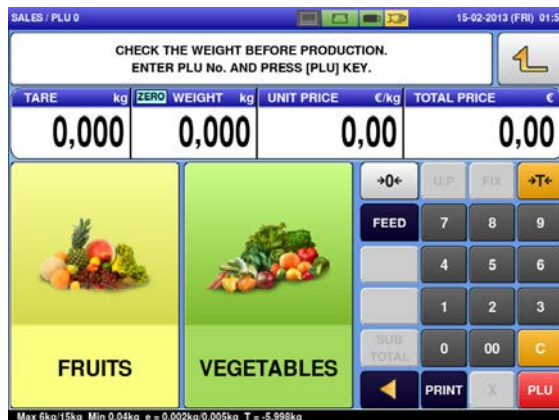 SALES / PLU 0
15-02-2013 (FRI) 01:5
CHECK THE WEIGHT BEFORE PRODUCTION.
ENTER PLU No. AND PRESS [PLU] KEY.
TARE kg ZERO WEIGHT kg UNIT PRICE €/kg TOTAL PRICE €
0,000 0,000 0,00 0,00
→0← U/P FIX →T←
FEED 7 8 9
4 5 6
1 2 3
SUB TOTAL 0 00 C
PRINT X PLU
FRUITS VEGETABLES
Max 6kg/15kg Min 0.04kg e = 0.002kg/0.005kg T = -5.998kg